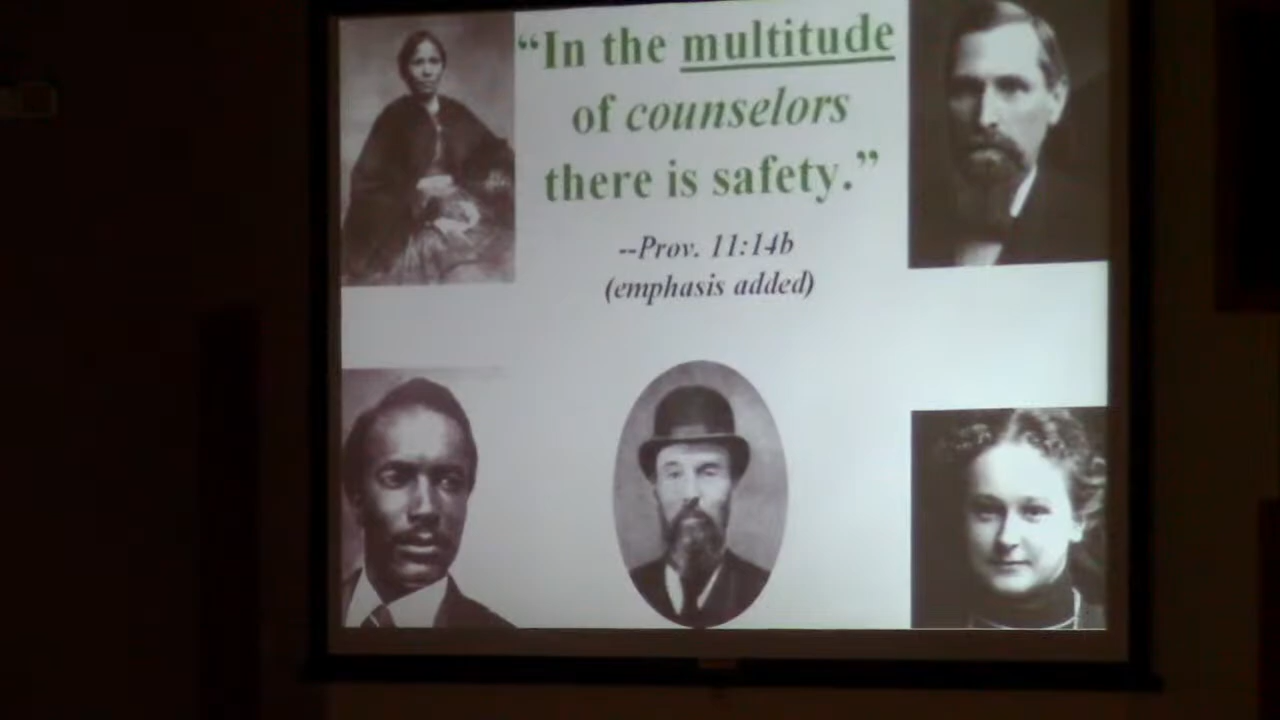 “In the multitude
of counselors
there is safety.”
--Prov. 11:14b
(emphasis added)